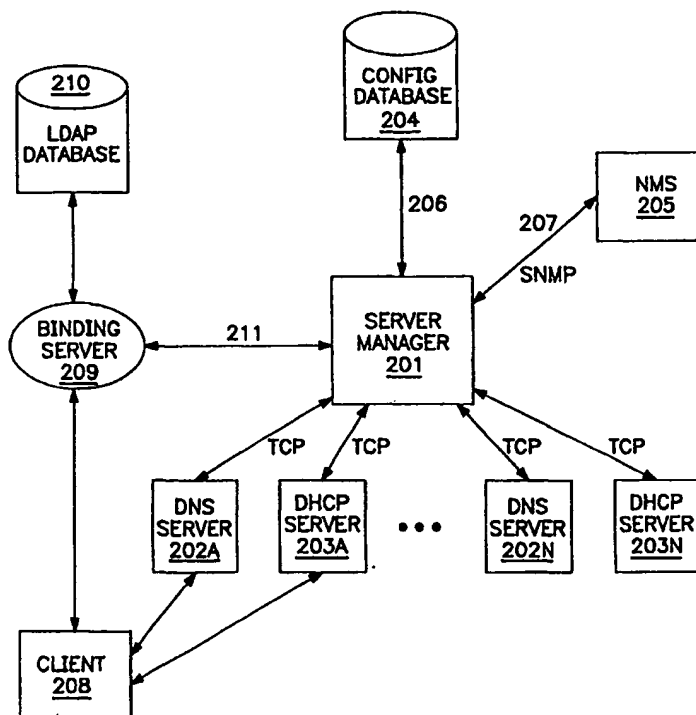 210
LDAP
DATABASE
CONFIG
DATABASE
204
NMS
205
206
207
SNMP
BINDING
SERVER
209
211
SERVER
MANAGER
201
TCP
TCP
TCP
TCP
DNS
SERVER
202A
DHCP
SERVER
203A
•••
DNS
SERVER
202N
DHCP
SERVER
203N
CLIENT
208